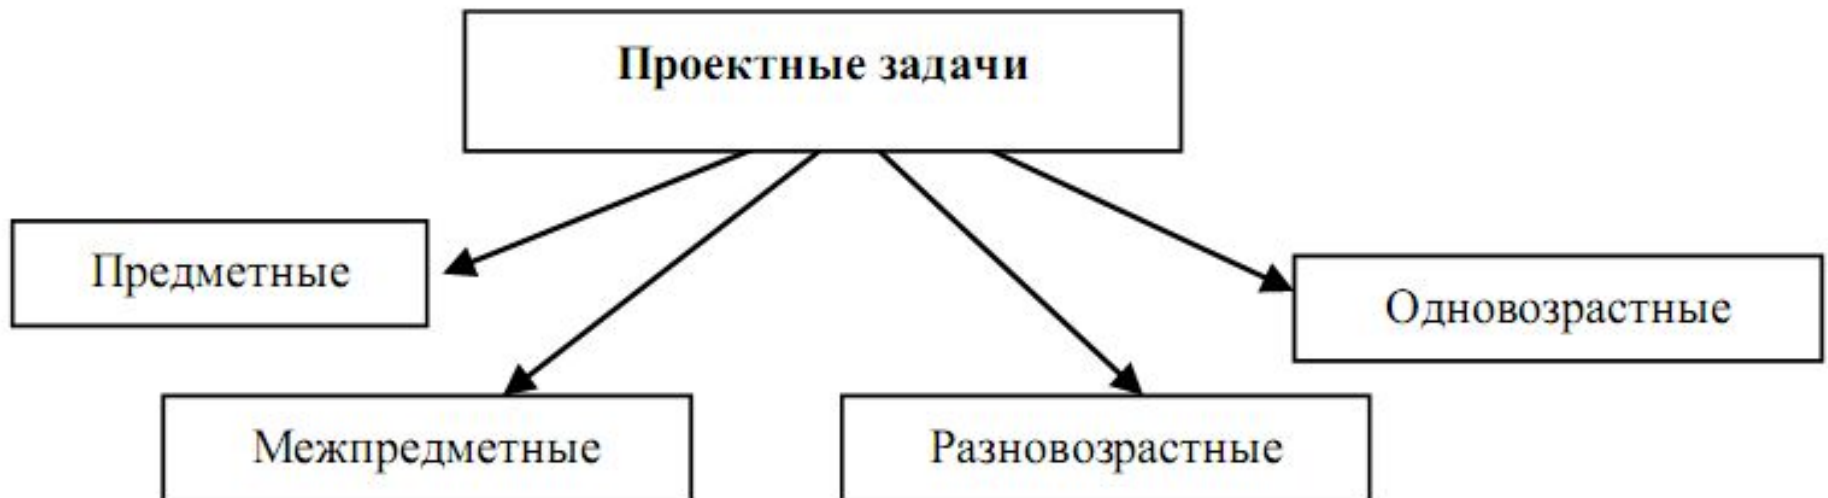 Проектные задачи
Предметные
Одновозрастные
Межпредметные
Разновозрастные